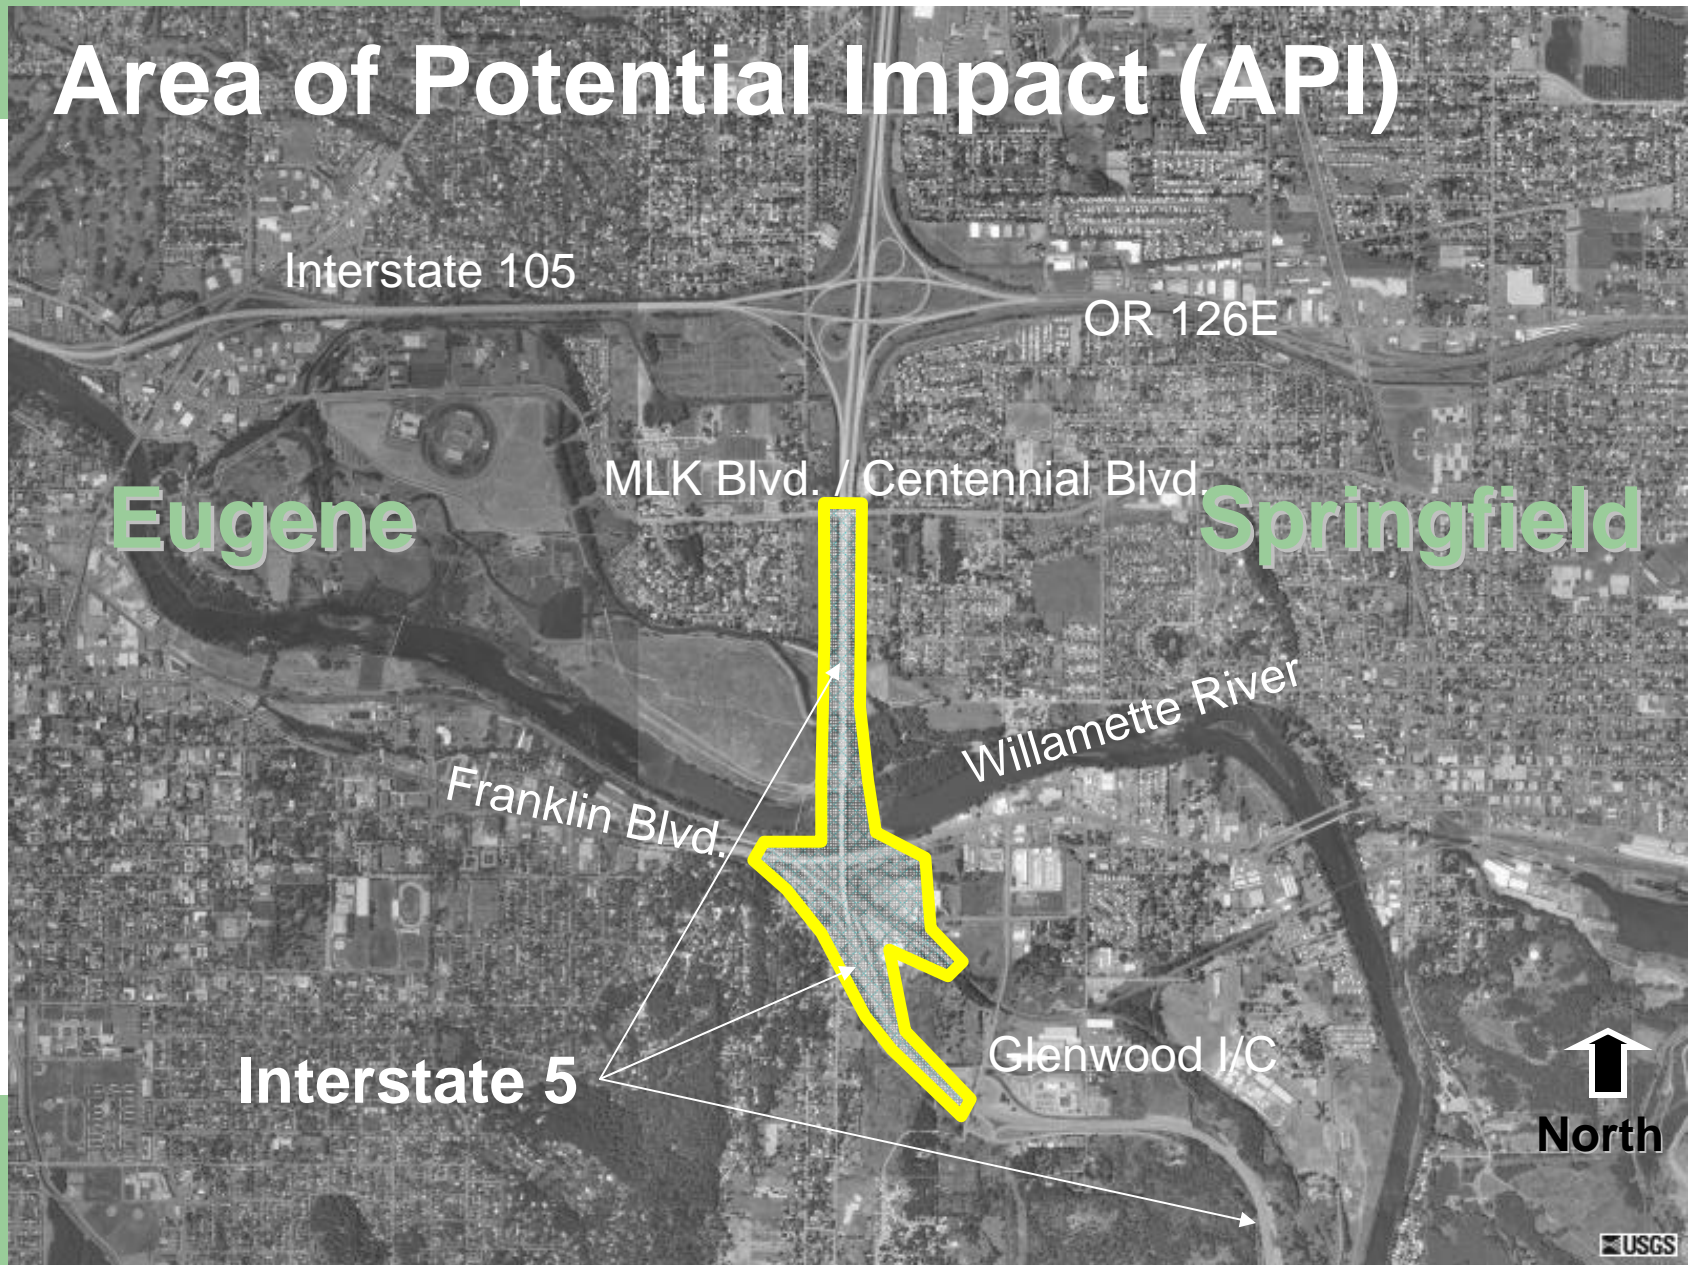 Area of Potential Impact (API)
Interstate 105
OR 126E
MLK Blvd. / Centennial Blvd.
Eugene
Springfield
Willamette River
Franklin Blvd.
Glenwood I/C
Interstate 5
North
USGS